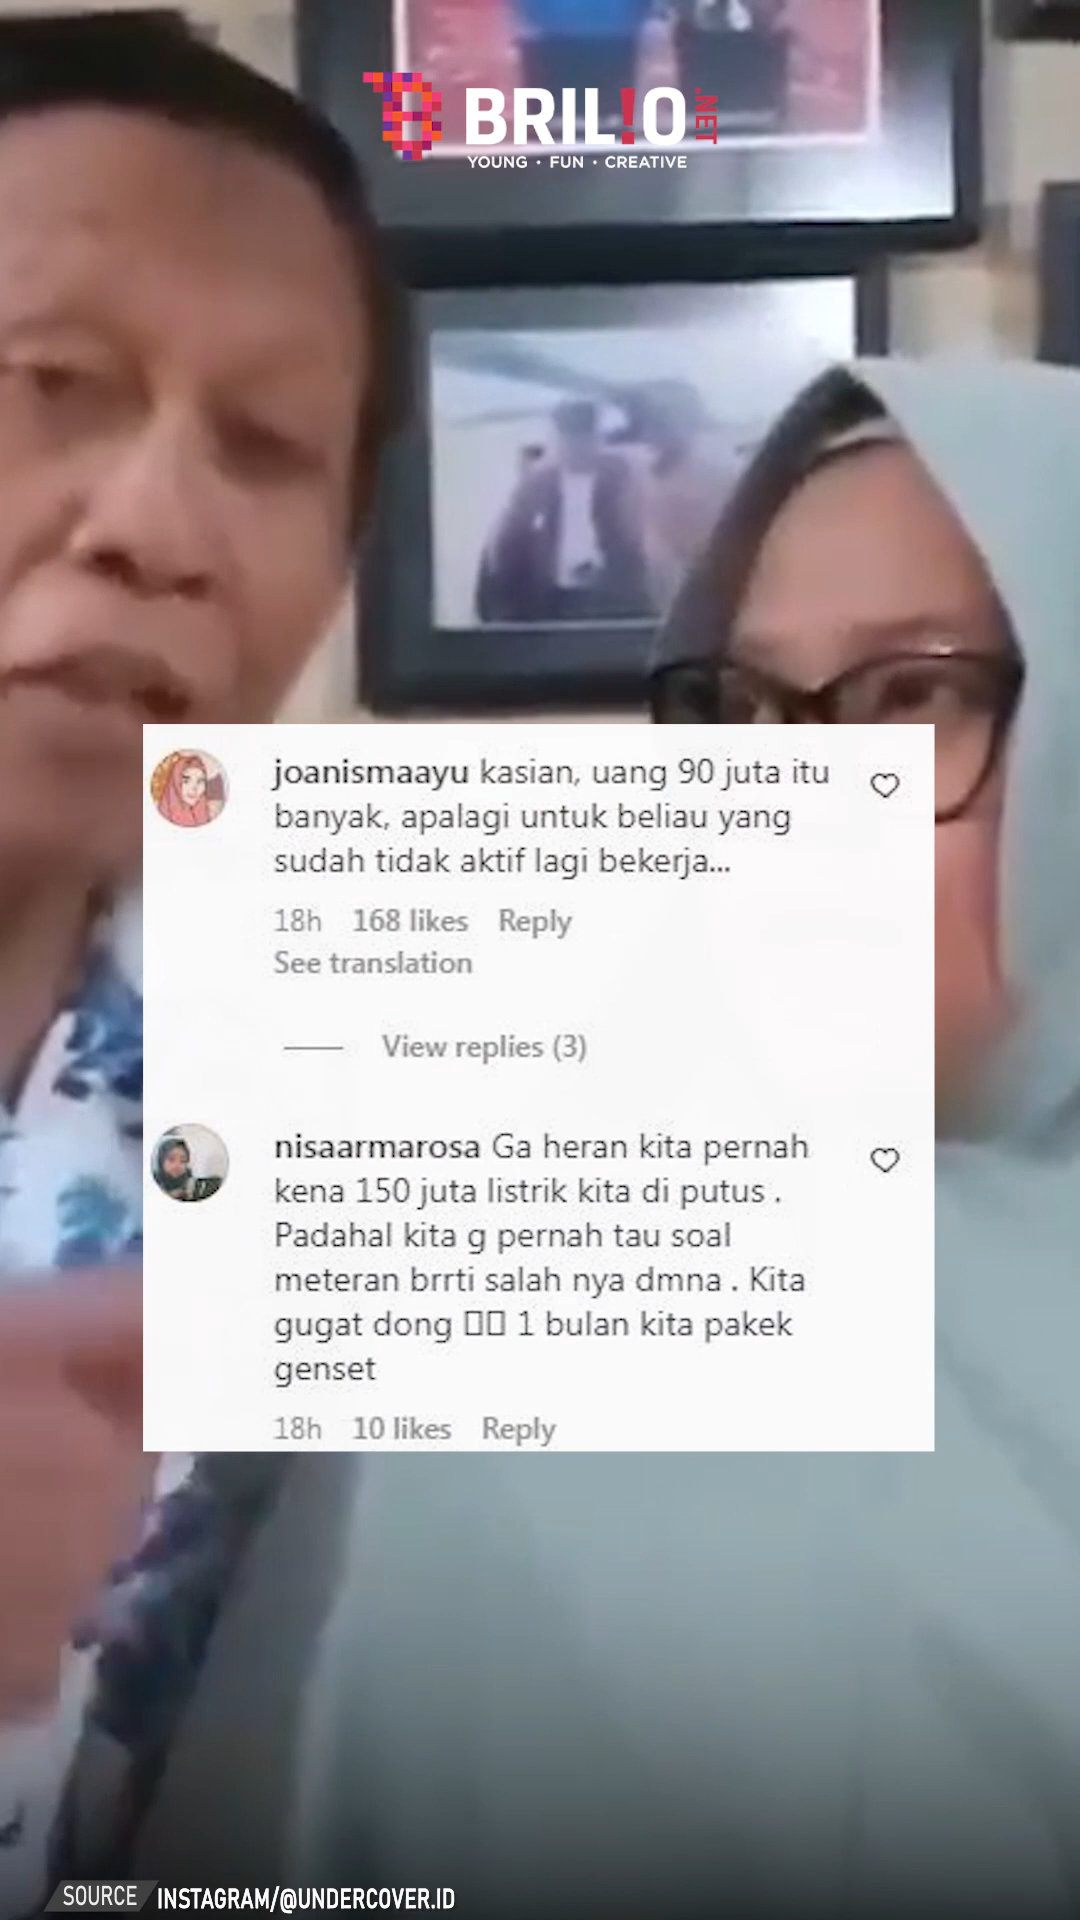 BRIL!O.NET
YOUNG · FUN · CREATIVE
joanismaayu kasian, uang 90 juta itu
banyak, apalagi untuk beliau yang
sudah tidak aktif lagi bekerja...
18h 168 likes Reply
See translation
View replies (3)
nisaarmarosa Ga heran kita pernah
kena 150 juta listrik kita di putus .
Padahal kita g pernah tau soal
meteran brrti salah nya dmna . Kita
gugat dong □□ 1 bulan kita pakek
genset
18h 10 likes Reply
SOURCE INSTAGRAM/@UNDERCOVER.ID